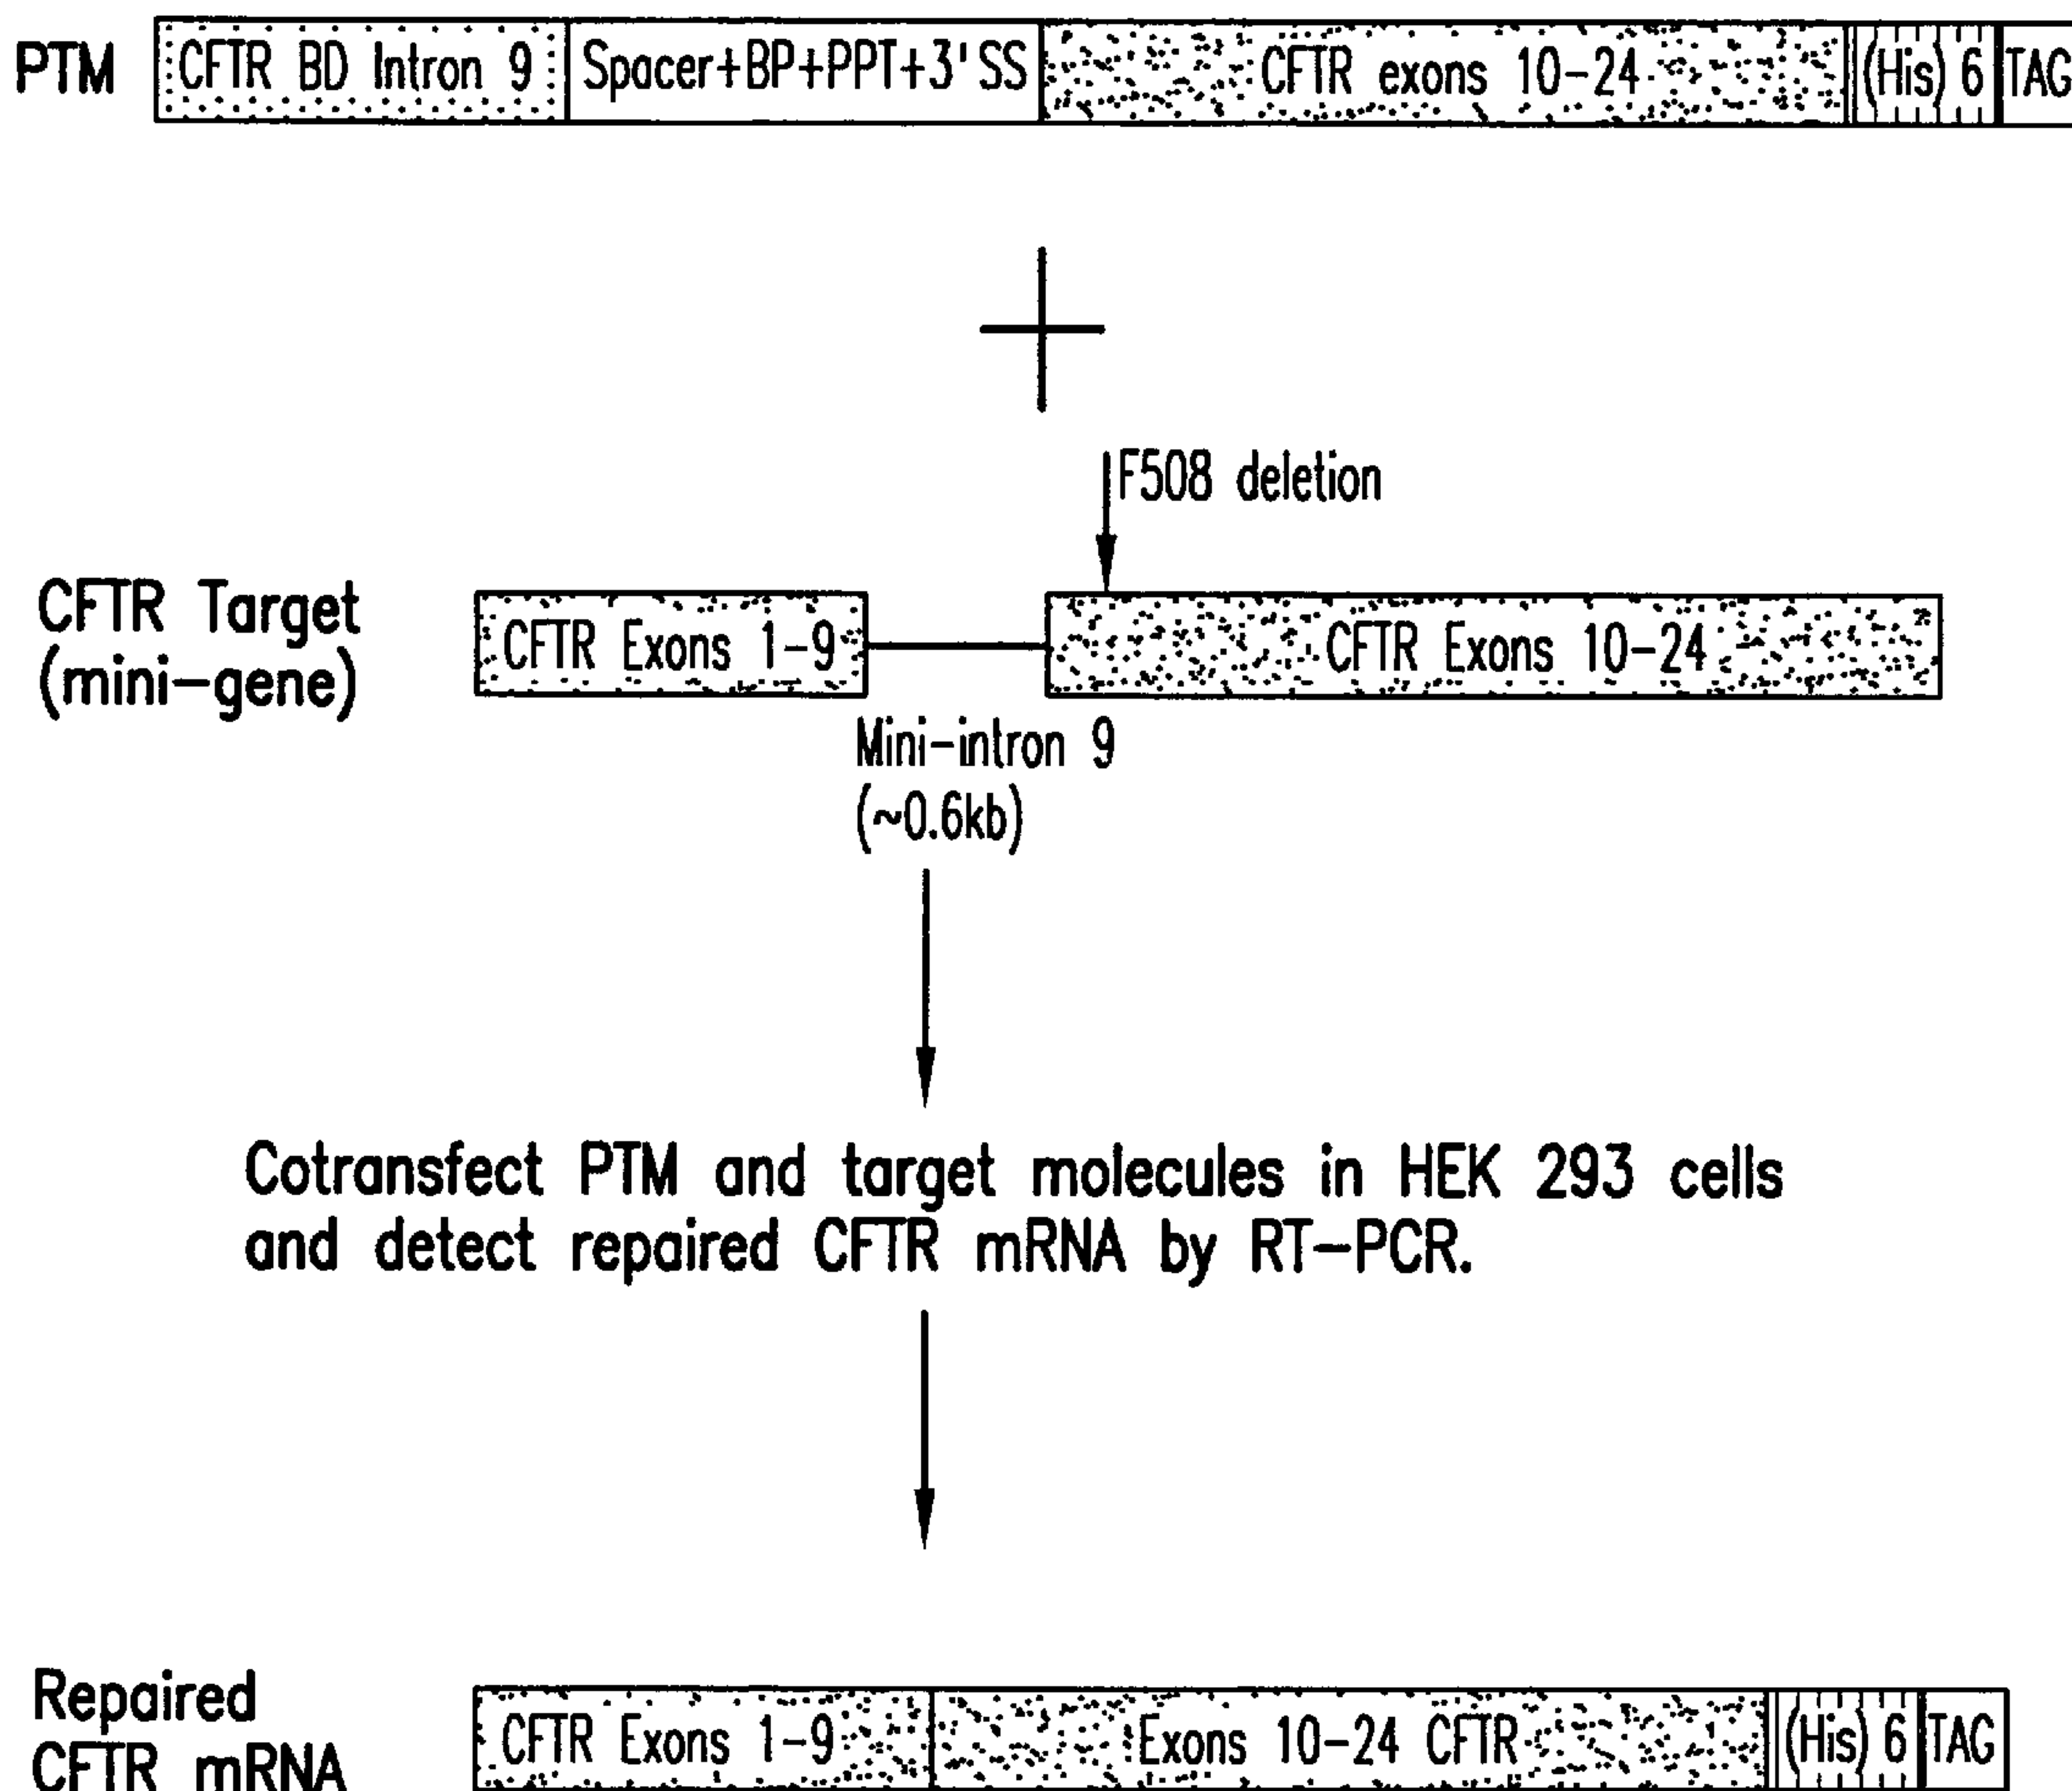 PTM
CFTR BD Intron 9
Spacer+BP+PPT+3'SS
CFTR exons 10-24
(His) 6
TAG
F508 deletion
CFTR Target
(mini-gene)
CFTR Exons 1-9
CFTR Exons 10-24
Mini-intron 9
(~0.6kb)
Cotransfect PTM and target molecules in HEK 293 cells
and detect repaired CFTR mRNA by RT-PCR.
Repaired
CFTR mRNA
CFTR Exons 1-9
Exons 10-24 CFTR
(His) 6
TAG